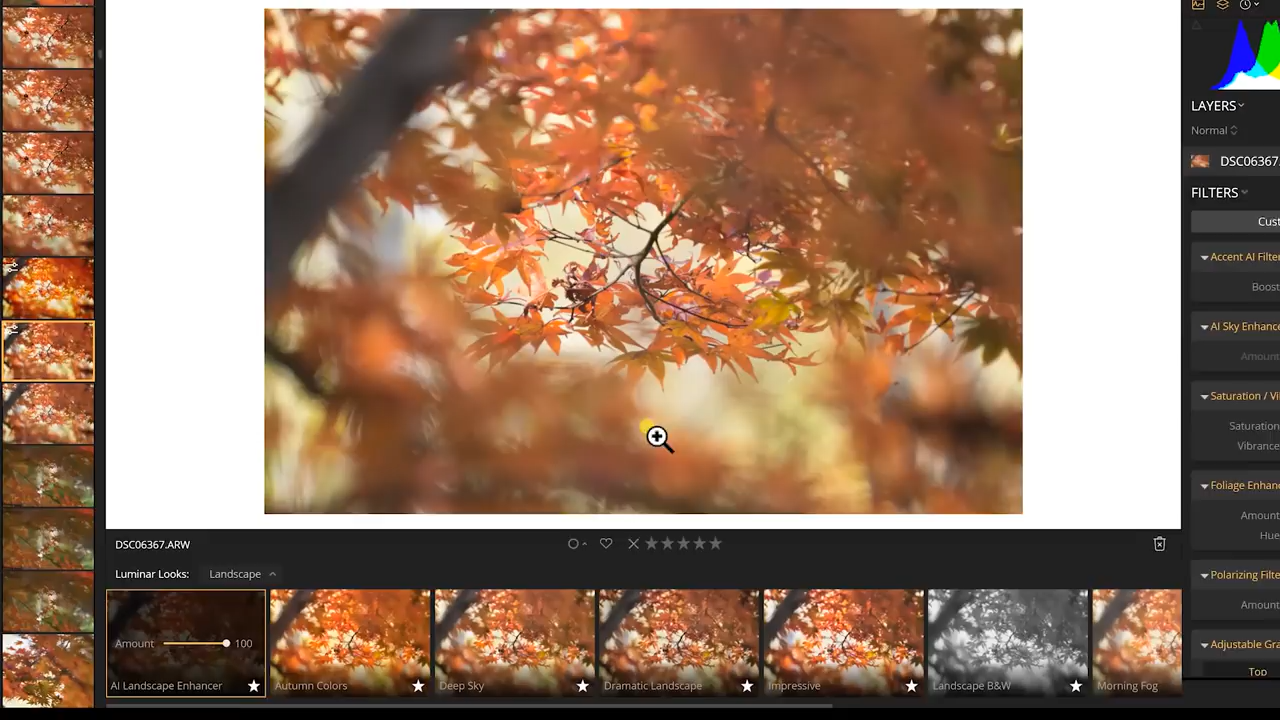 LAYERS
Normal
DSC06367.
FILTERS
Cust
Accent AI Filte
Boost
AI Sky Enhance
Amount
Saturation / Vi
Saturation
Vibrance
Foliage Enhan
Amount
Hue
Polarizing Filte
Amount
Adjustable Gra
Top
DSC06367.ARW
Luminar Looks: Landscape
Amount 100
AI Landscape Enhancer
Autumn Colors
Deep Sky
Dramatic Landscape
Impressive
Landscape B&W
Morning Fog